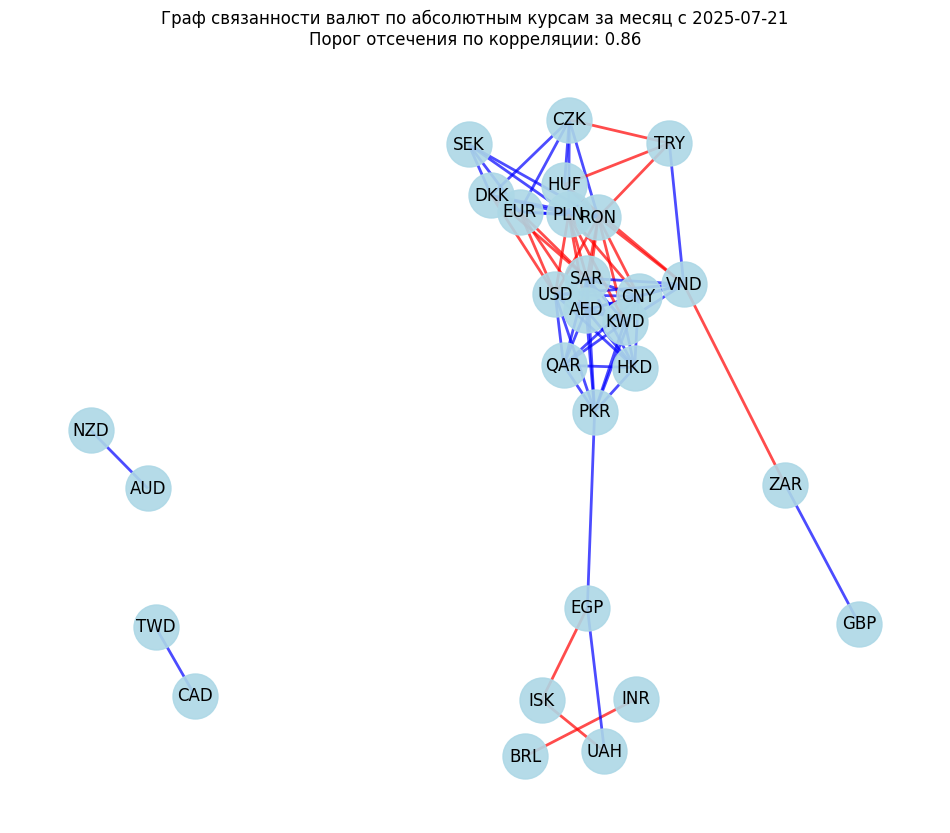 Граф связанности валют по абсолютным курсам за месяц с 2025-07-21
Порог отсечения по корреляции: 0.86
CZK
SEK
TRY
HUF
DKK
EUR
PLN
RON
SAR
USD
CNY
VND
AED
KWD
QAR
HKD
PKR
NZD
AUD
ZAR
EGP
GBP
TWD
CAD
ISK
INR
BRL
UAH